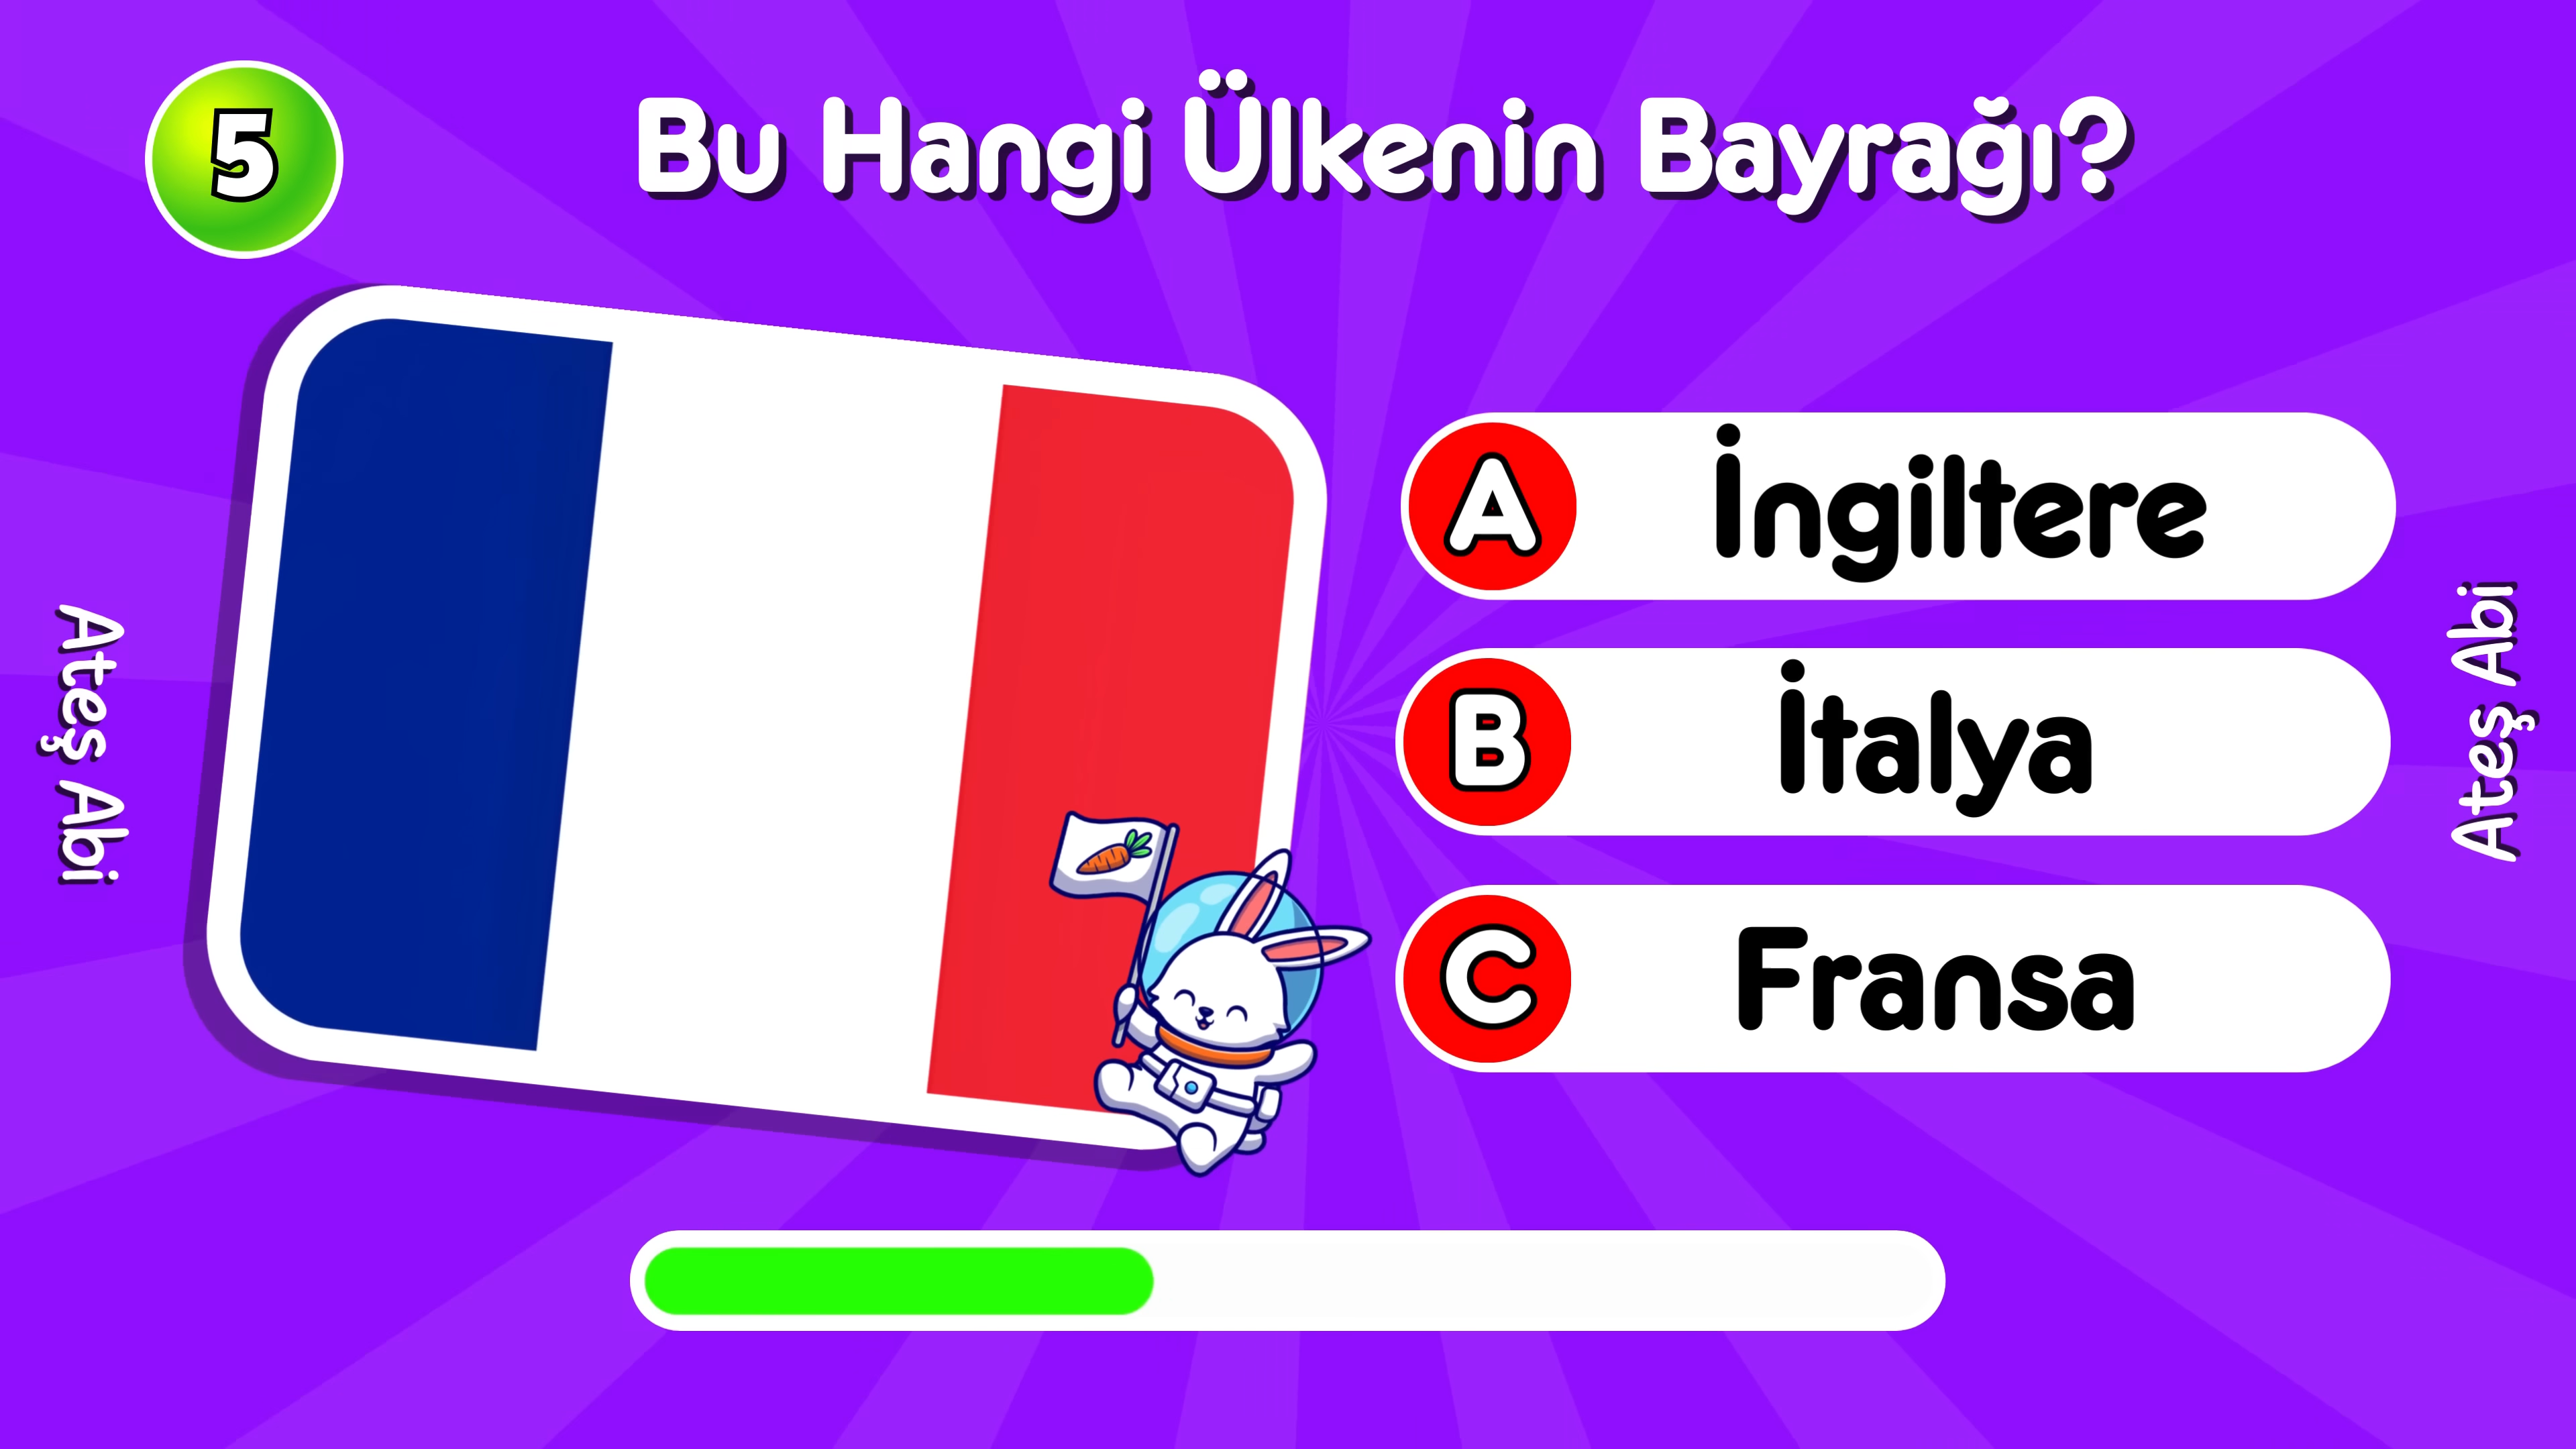 5
Bu Hangi Ülkenin Bayrağı?
A İngiltere
B İtalya
C Fransa
Ateş Abi
Ateş Abi